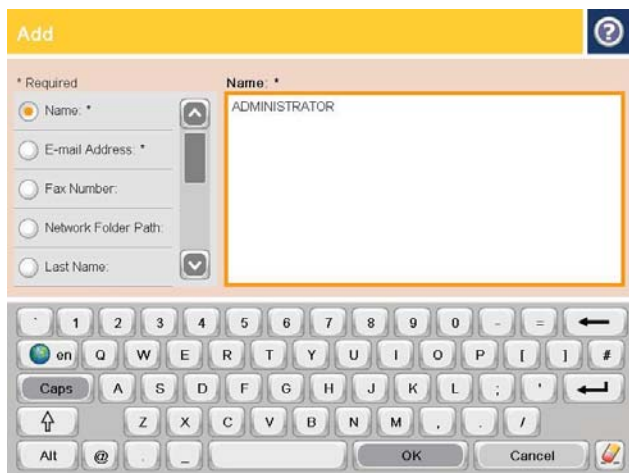 Add
?
* Required
Name: *
Name: *
ADMINISTRATOR
E-mail Address: *
Fax Number:
Network Folder Path:
Last Name:
` 1 2 3 4 5 6 7 8 9 0 - =
en Q W E R T Y U I O P [ ] #
Caps A S D F G H J K L ; '
Z X C V B N M , . /
Alt @ . _ OK Cancel